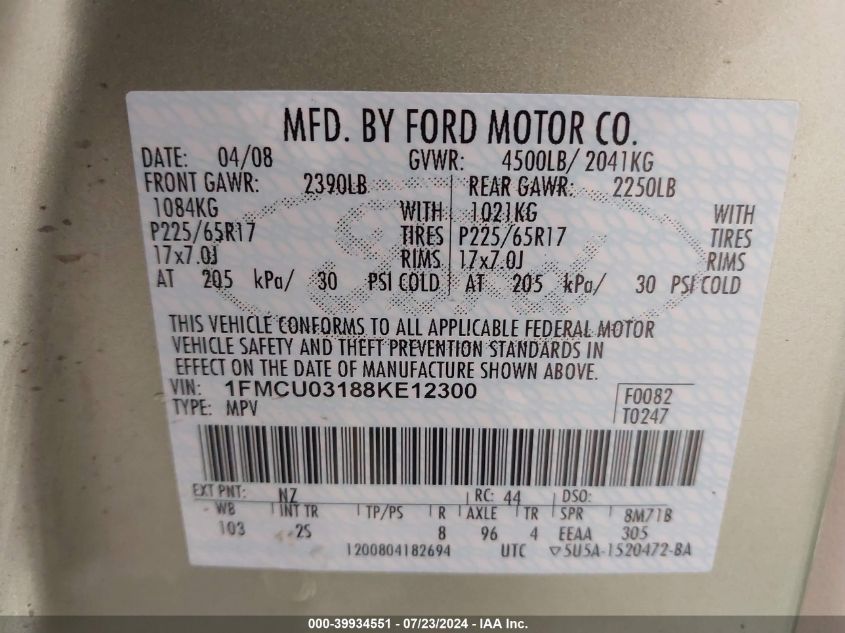 MFD. BY FORD MOTOR CO.
DATE: 04/08 GVWR: 4500LB/ 2041KG
FRONT GAWR: 2390LB REAR GAWR: 2250LB
1084KG WITH 1021KG WITH
P225/65R17 TIRES P225/65R17 TIRES
17x7.0J RIMS 17x7.0J RIMS
AT 205 kPa/ 30 PSI COLD AT 205 kPa/ 30 PSI COLD
THIS VEHICLE CONFORMS TO ALL APPLICABLE FEDERAL MOTOR
VEHICLE SAFETY AND THEFT PREVENTION STANDARDS IN
EFFECT ON THE DATE OF MANUFACTURE SHOWN ABOVE.
VIN: 1FMCU03188KE12300 F0082
TYPE: MPV T0247
EXT PNT: NZ RC: 44 DSO:
WB INT TR TP/PS R AXLE TR SPR 8M71B
103 2S 8 96 4 EEAA 305
1200804182694 UTC ▽5U5A-1520472-BA
Ford
000-39934551 - 07/23/2024 - IAA Inc.